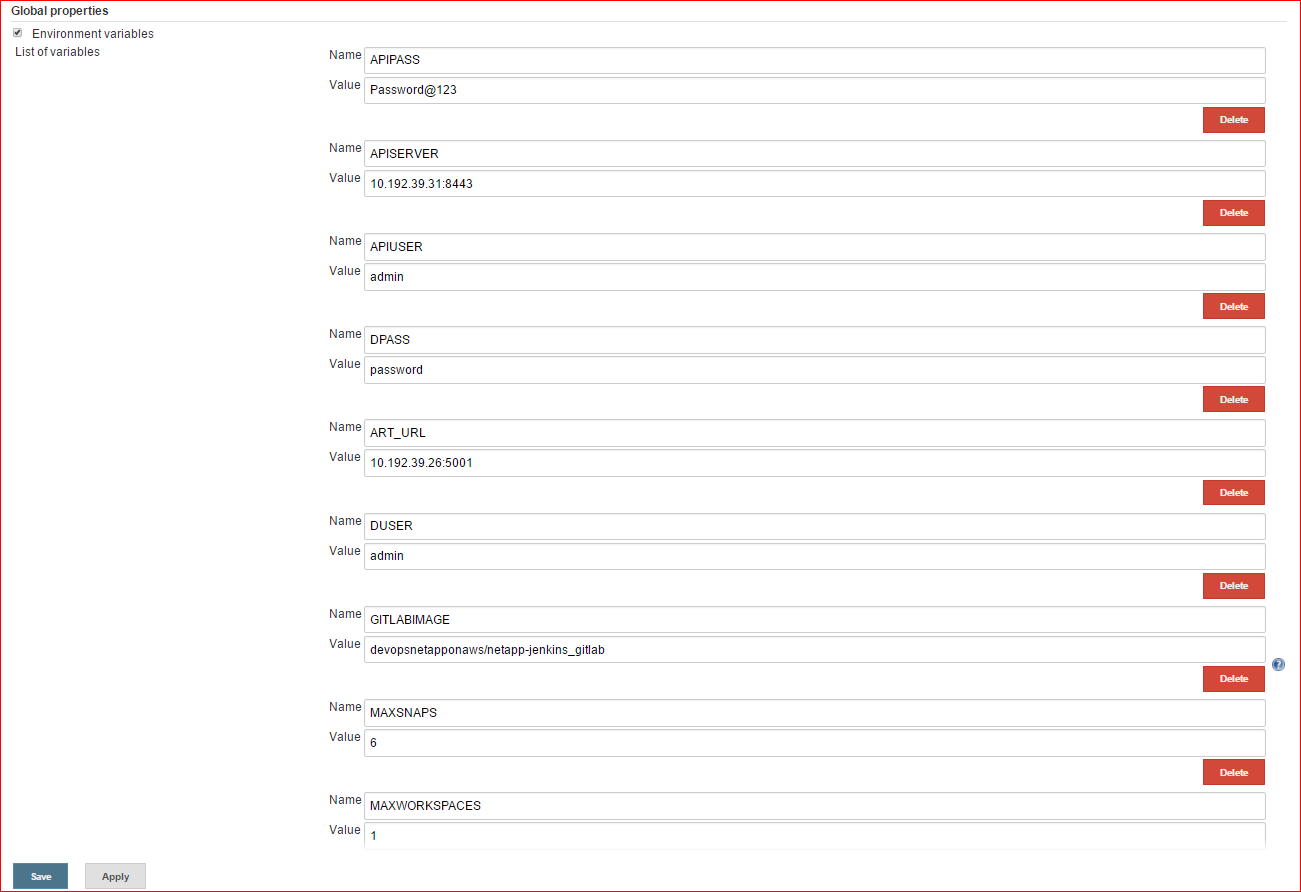 Global properties
Environment variables
List of variables
Name APIPASS
Value Password@123
Delete
Name APISERVER
Value 10.192.39.31:8443
Delete
Name APIUSER
Value admin
Delete
Name DPASS
Value password
Delete
Name ART_URL
Value 10.192.39.26:5001
Delete
Name DUSER
Value admin
Delete
Name GITLABIMAGE
Value devopsnetapponaws/netapp-jenkins_gitlab
Delete
Name MAXSNAPS
Value 6
Delete
Name MAXWORKSPACES
Value 1
Save Apply